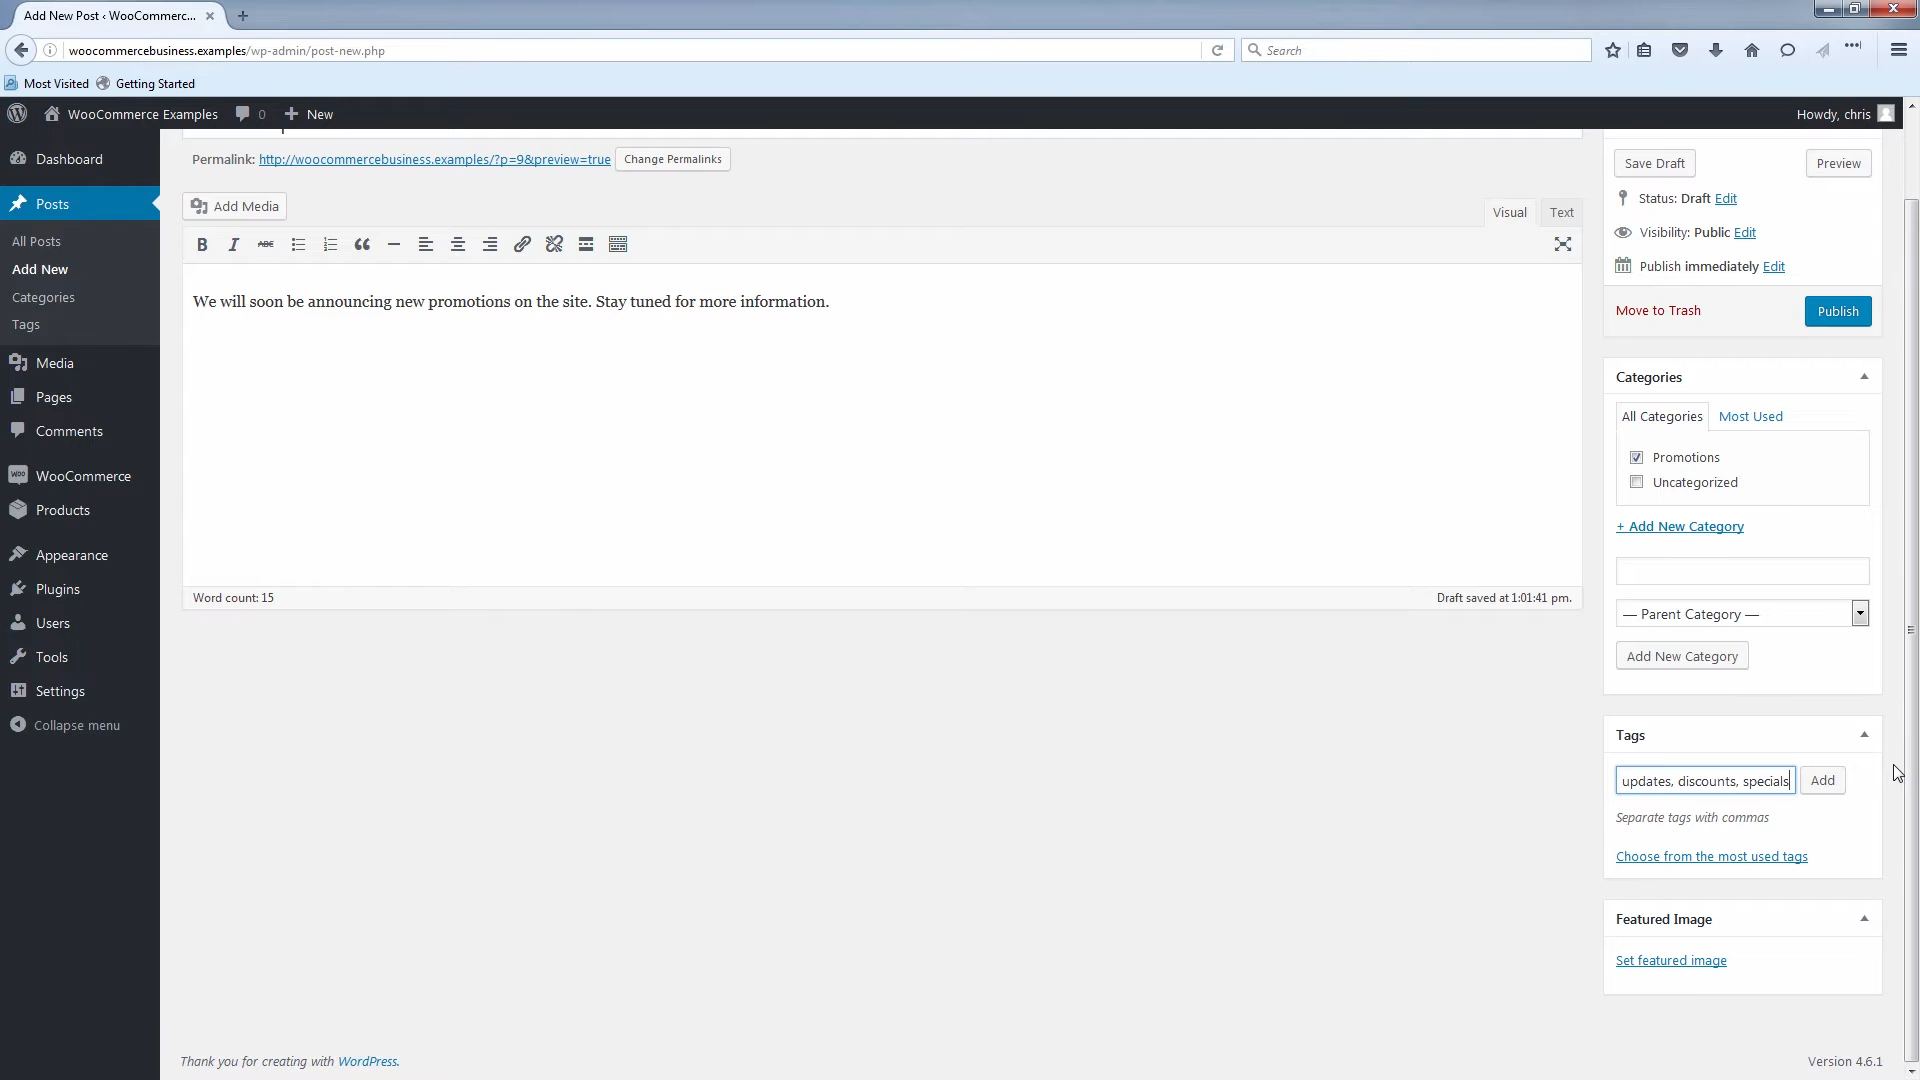 Add New Post ‹ WooCommerc...
woocommercebusiness.examples/wp-admin/post-new.php
Search
Most Visited
Getting Started
WooCommerce Examples
0
New
Howdy, chris
Dashboard
Posts
All Posts
Add New
Categories
Tags
Media
Pages
Comments
WOO
WooCommerce
Products
Appearance
Plugins
Users
Tools
Settings
Collapse menu
Permalink: http://woocommercebusiness.examples/?p=9&preview=true
Change Permalinks
Add Media
Visual
Text
B
I
ABC
We will soon be announcing new promotions on the site. Stay tuned for more information.
Word count: 15
Draft saved at 1:01:41 pm.
Save Draft
Preview
Status: Draft Edit
Visibility: Public Edit
Publish immediately Edit
Move to Trash
Publish
Categories
All Categories
Most Used
Promotions
Uncategorized
+ Add New Category
— Parent Category —
Add New Category
Tags
updates, discounts, specials
Add
Separate tags with commas
Choose from the most used tags
Featured Image
Set featured image
Thank you for creating with WordPress.
Version 4.6.1